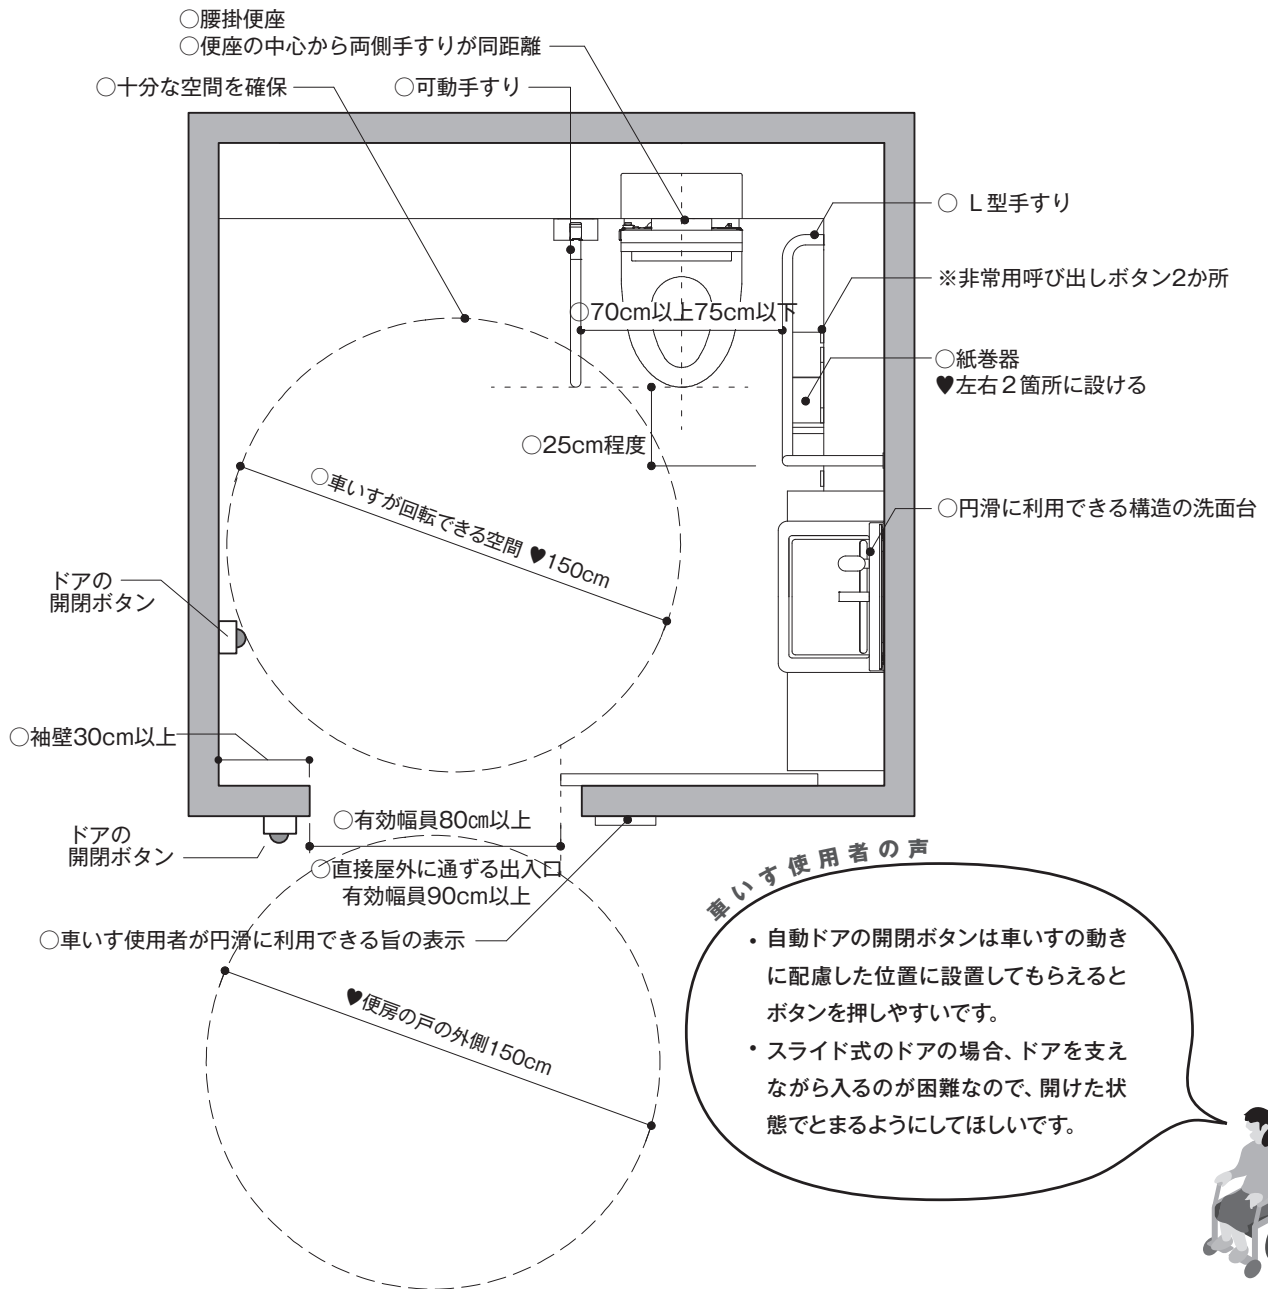 ○腰掛便座
○便座の中心から両側手すりが同距離
○十分な空間を確保
○可動手すり
○ L型手すり
※非常用呼び出しボタン2か所
○70cm以上75cm以下
○紙巻器
♥左右２箇所に設ける
○25cm程度
○車いすが回転できる空間 ♥150cm
○円滑に利用できる構造の洗面台
ドアの
開閉ボタン
○袖壁30cm以上
○有効幅員80㎝以上
ドアの
開閉ボタン
○直接屋外に通ずる出入口
有効幅員90cm以上
○車いす使用者が円滑に利用できる旨の表示
♥便房の戸の外側150cm
車いす使用者の声
・自動ドアの開閉ボタンは車いすの動き
に配慮した位置に設置してもらえると
ボタンを押しやすいです。
・スライド式のドアの場合、ドアを支え
ながら入るのが困難なので、開けた状
態でとまるようにしてほしいです。